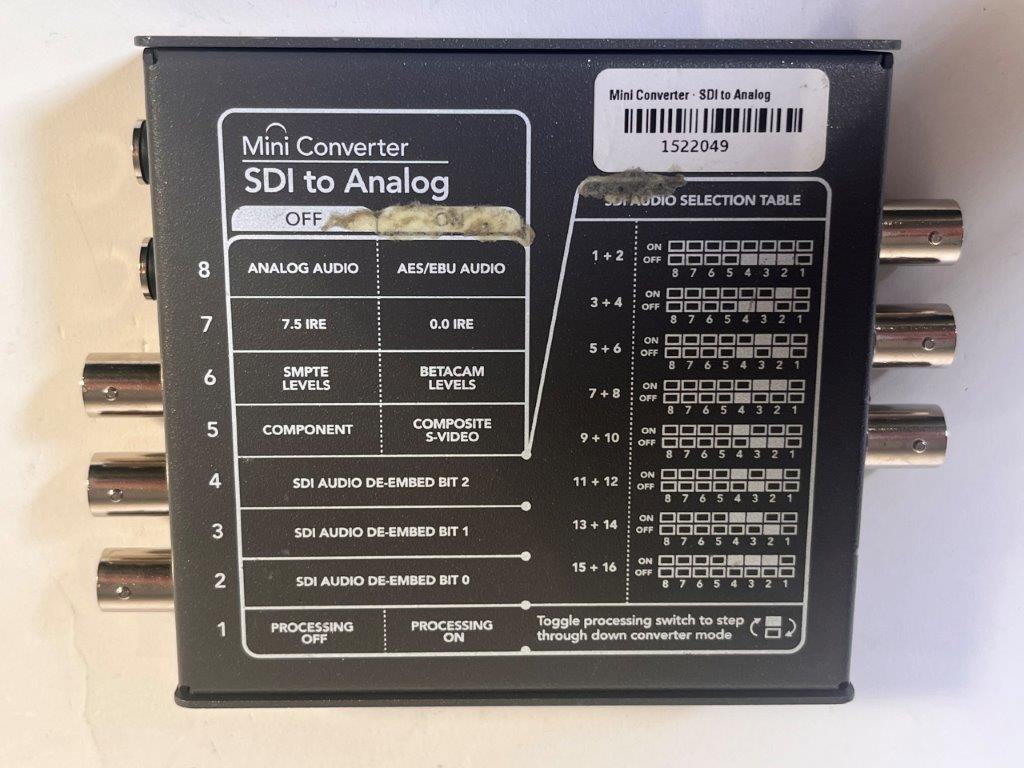 Mini Converter · SDI to Analog
1522049
Mini Converter
SDI to Analog
OFF
8 ANALOG AUDIO AES/EBU AUDIO
7 7.5 IRE 0.0 IRE
6 SMPTE LEVELS BETACAM LEVELS
5 COMPONENT COMPOSITE S-VIDEO
4 SDI AUDIO DE-EMBED BIT 2
3 SDI AUDIO DE-EMBED BIT 1
2 SDI AUDIO DE-EMBED BIT 0
1 PROCESSING OFF PROCESSING ON
SDI AUDIO SELECTION TABLE
1 + 2 ON OFF
8 7 6 5 4 3 2 1
3 + 4 ON OFF
8 7 6 5 4 3 2 1
5 + 6 ON OFF
8 7 6 5 4 3 2 1
7 + 8 ON OFF
8 7 6 5 4 3 2 1
9 + 10 ON OFF
8 7 6 5 4 3 2 1
11 + 12 ON OFF
8 7 6 5 4 3 2 1
13 + 14 ON OFF
8 7 6 5 4 3 2 1
15 + 16 ON OFF
8 7 6 5 4 3 2 1
Toggle processing switch to step
through down converter mode